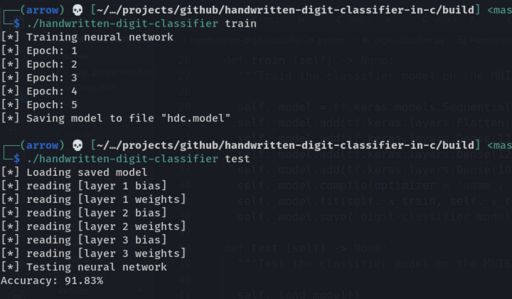 (arrow) 💀 [~/…/projects/github/handwritten-digit-classifier-in-c/build] <mas
$ ./handwritten-digit-classifier train
[*] Training neural network
[*] Epoch: 1
[*] Epoch: 2
[*] Epoch: 3
[*] Epoch: 4
[*] Epoch: 5
[*] Saving model to file "hdc.model"
(arrow) 💀 [~/…/projects/github/handwritten-digit-classifier-in-c/build] <mas
$ ./handwritten-digit-classifier test
[*] Loading saved model
[*] reading [layer 1 bias]
[*] reading [layer 1 weights]
[*] reading [layer 2 bias]
[*] reading [layer 2 weights]
[*] reading [layer 3 bias]
[*] reading [layer 3 weights]
[*] Testing neural network
Accuracy: 91.83%